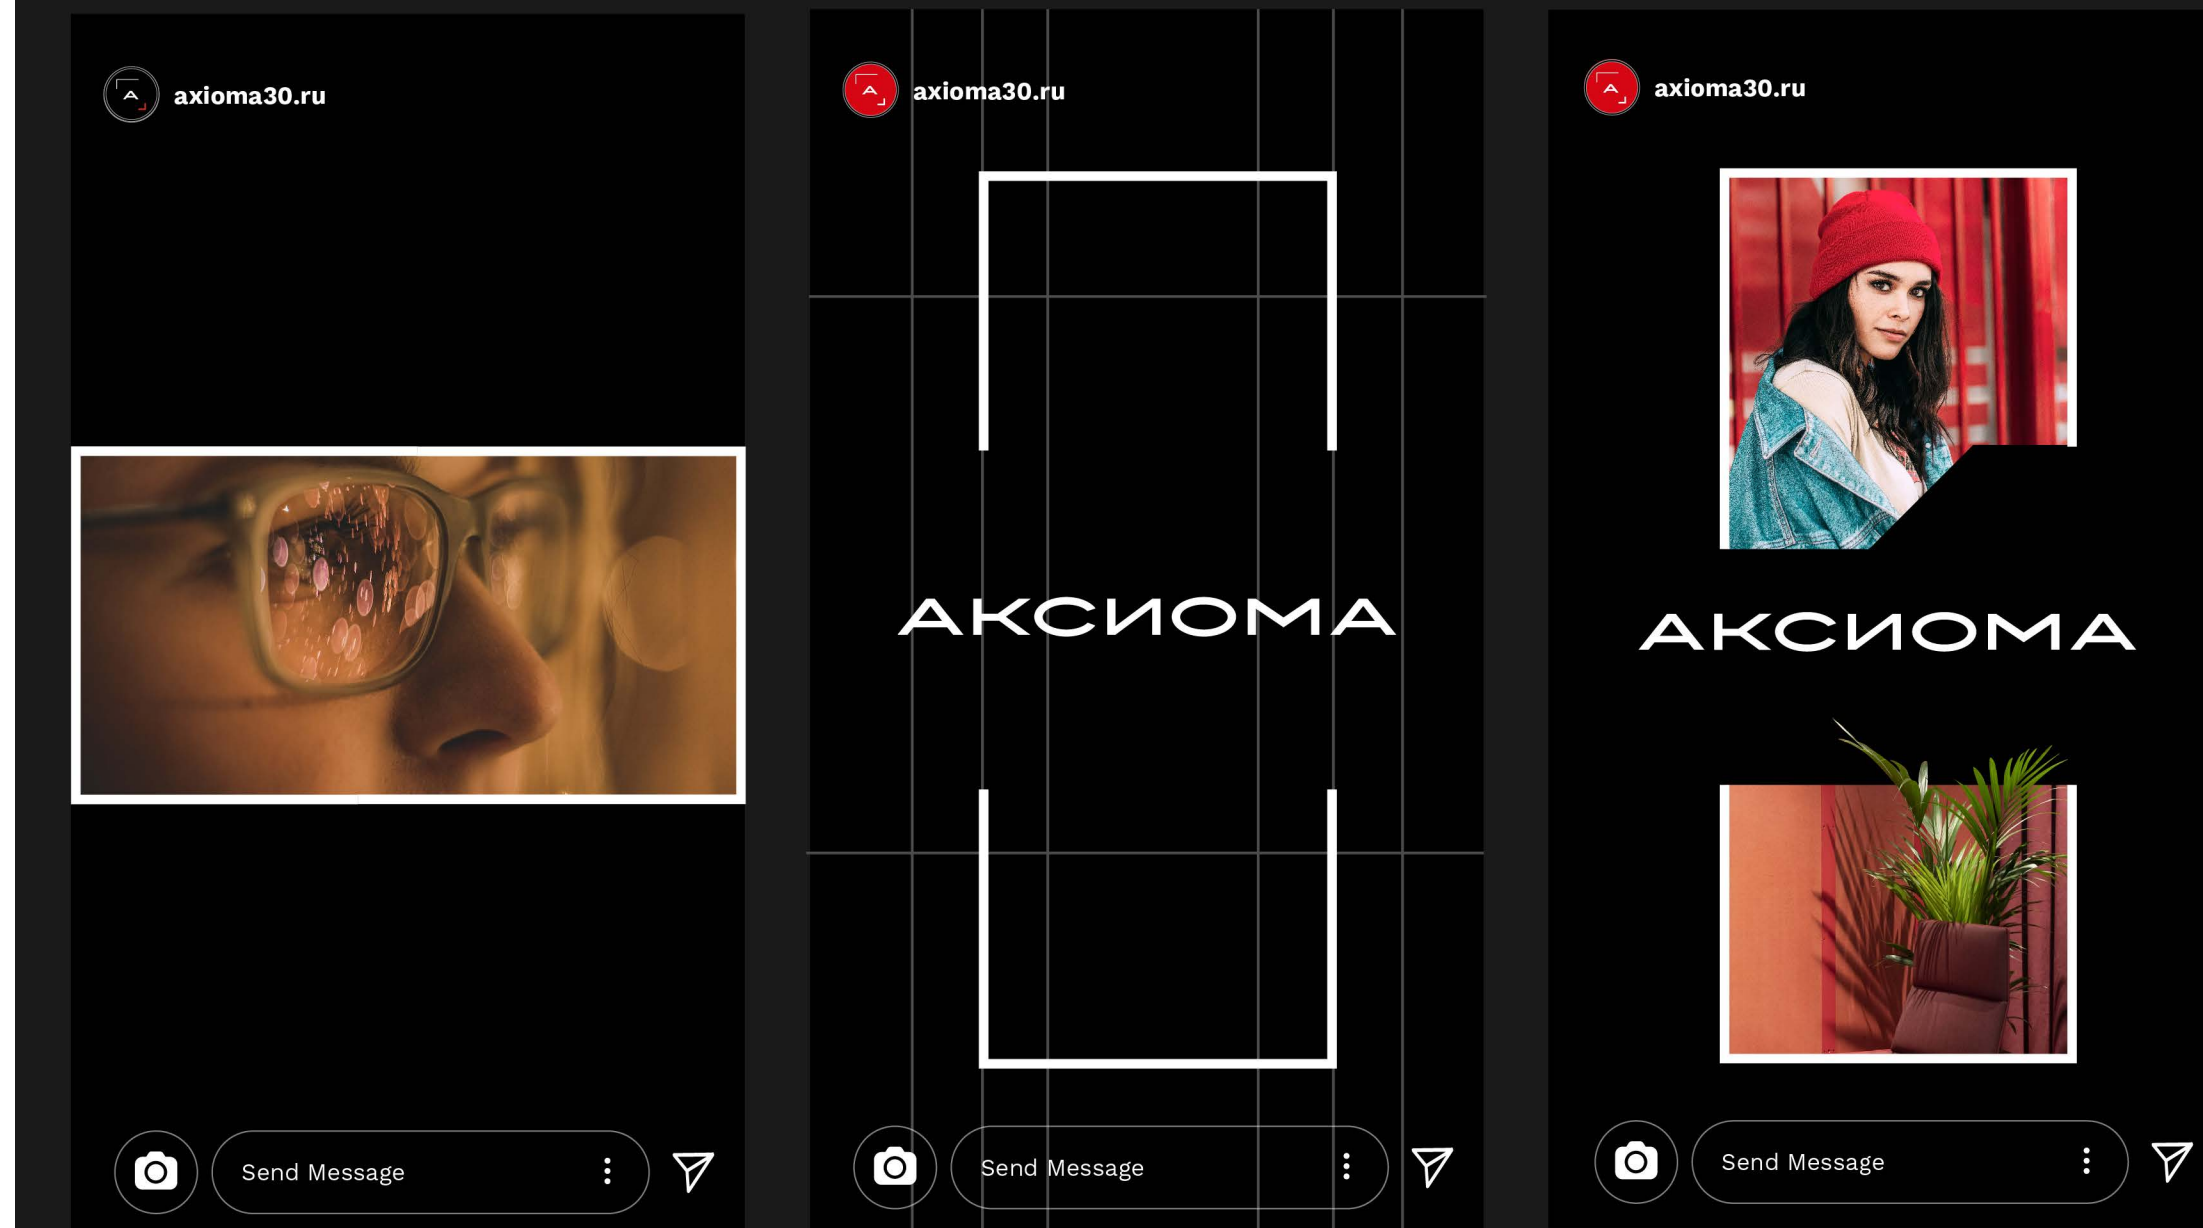 axioma30.ru
Send Message
A
axioma30.ru
АКСИОМА
Send Message
A
axioma30.ru
АКСИОМА
Send Message
A